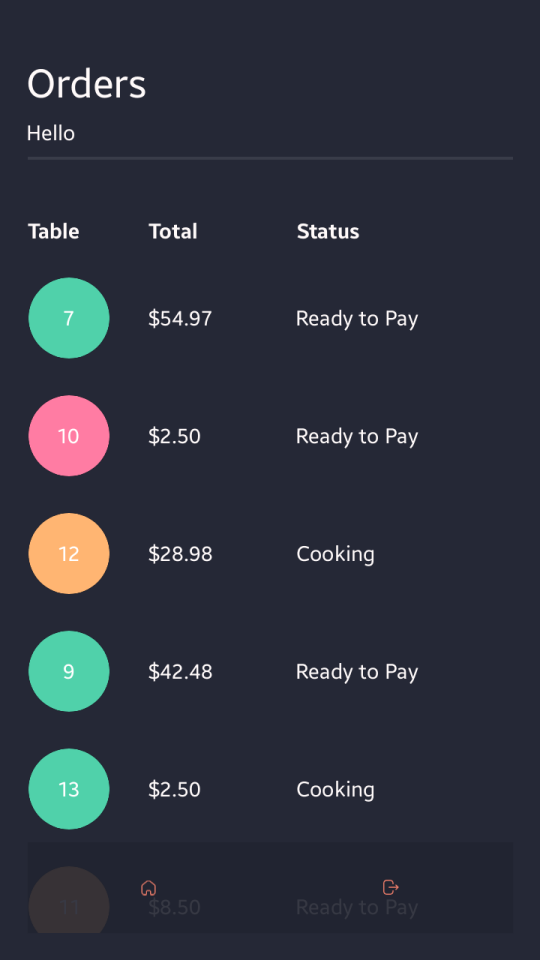 Orders
Hello
Table Total Status
7 $54.97 Ready to Pay
10 $2.50 Ready to Pay
12 $28.98 Cooking
9 $42.48 Ready to Pay
13 $2.50 Cooking
11 $8.50 Ready to Pay